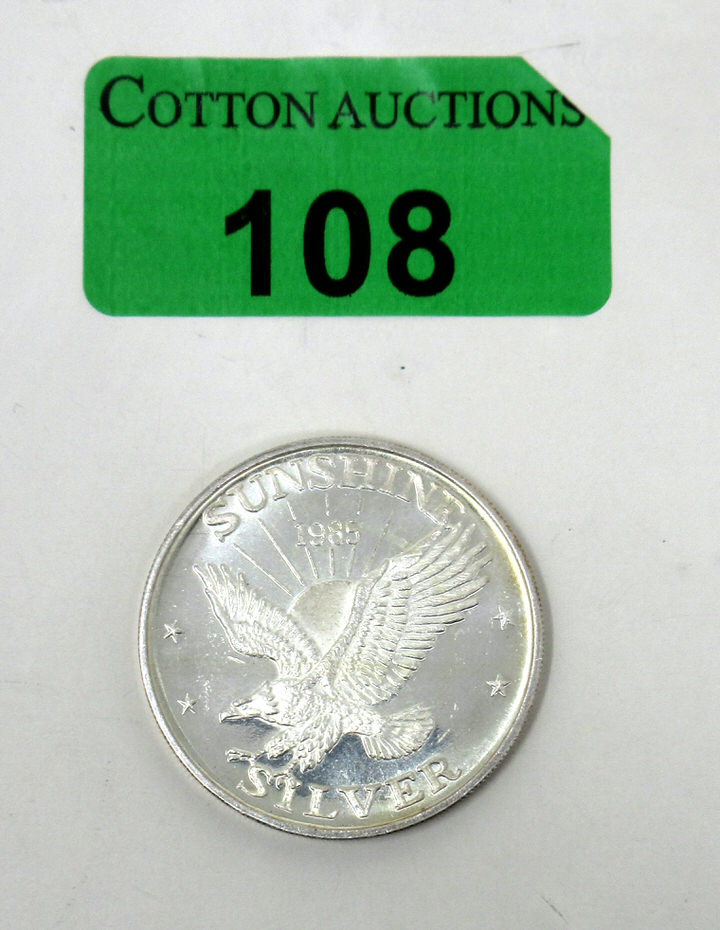 COTTON AUCTIONS
108
SUNSHINE
1985
SILVER